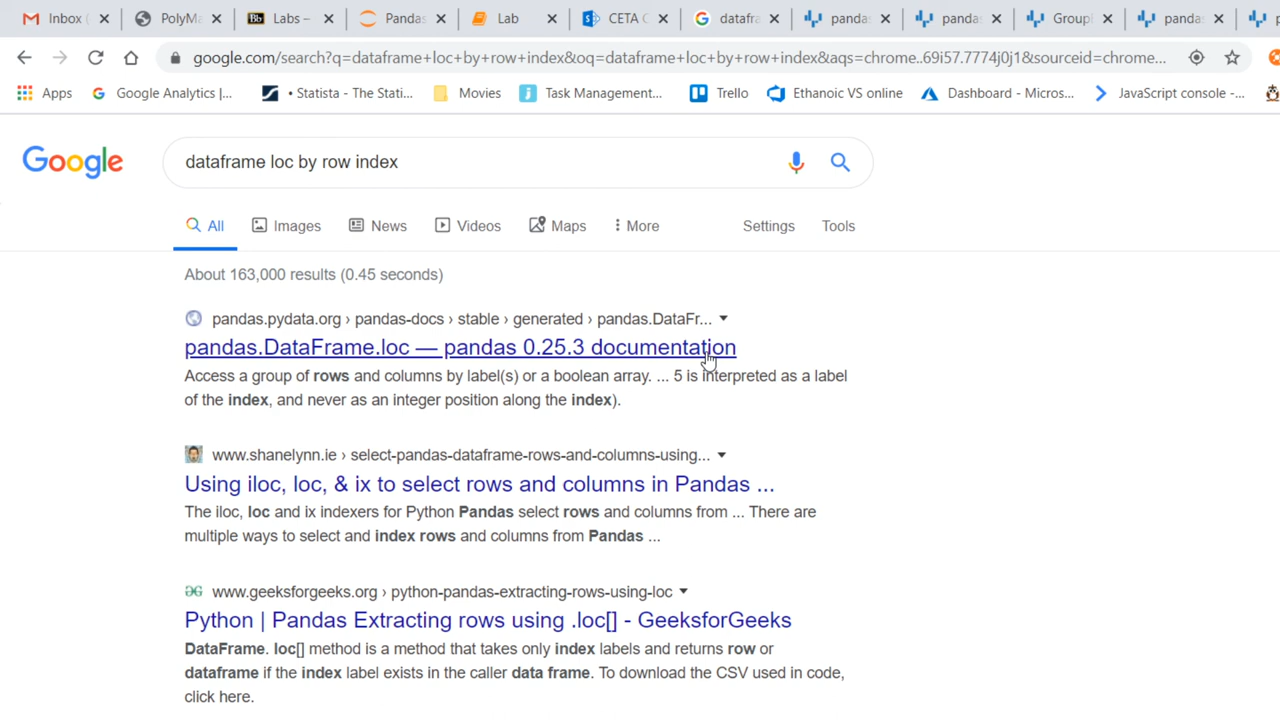 Inbox PolyMa Labs – Pandas Lab CETA C datafra panda panda Group panda
google.com/search?q=dataframe+loc+by+row+index&oq=dataframe+loc+by+row+index&aqs=chrome..69i57.7774j0j1&sourceid=chrome...
Apps Google Analytics |... • Statista - The Stati... Movies Task Management... Trello Ethanoic VS online Dashboard - Micros... JavaScript console -...
Google dataframe loc by row index
All Images News Videos Maps More Settings Tools
About 163,000 results (0.45 seconds)
pandas.pydata.org › pandas-docs › stable › generated › pandas.DataFr...
pandas.DataFrame.loc — pandas 0.25.3 documentation
Access a group of rows and columns by label(s) or a boolean array. ... 5 is interpreted as a label
of the index, and never as an integer position along the index).
www.shanelynn.ie › select-pandas-dataframe-rows-and-columns-using...
Using iloc, loc, & ix to select rows and columns in Pandas ...
The iloc, loc and ix indexers for Python Pandas select rows and columns from ... There are
multiple ways to select and index rows and columns from Pandas ...
www.geeksforgeeks.org › python-pandas-extracting-rows-using-loc
Python | Pandas Extracting rows using .loc[] - GeeksforGeeks
DataFrame. loc[] method is a method that takes only index labels and returns row or
dataframe if the index label exists in the caller data frame. To download the CSV used in code,
click here.